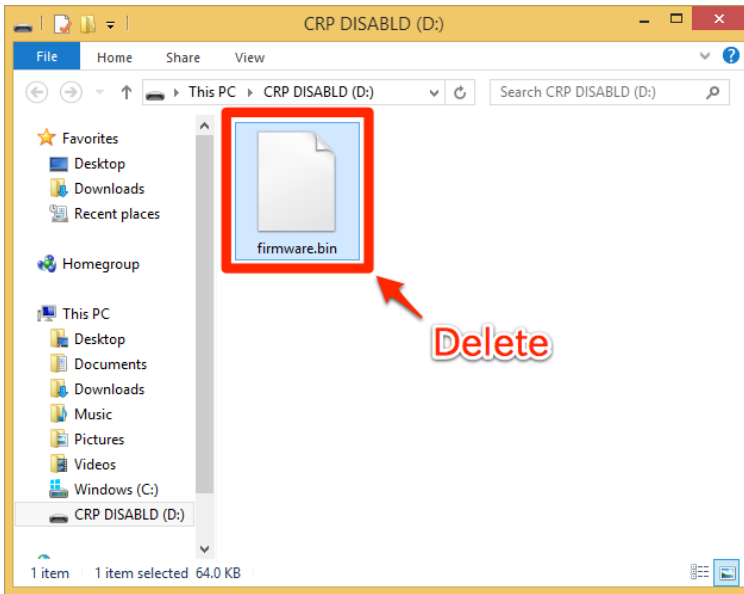 CRP DISABLD (D:)
File Home Share View
This PC CRP DISABLD (D:) Search CRP DISABLD (D:)
Favorites
Desktop
Downloads
Recent places
Homegroup
This PC
Desktop
Documents
Downloads
Music
Pictures
Videos
Windows (C:)
CRP DISABLD (D:)
firmware.bin
Delete
1 item 1 item selected 64.0 KB